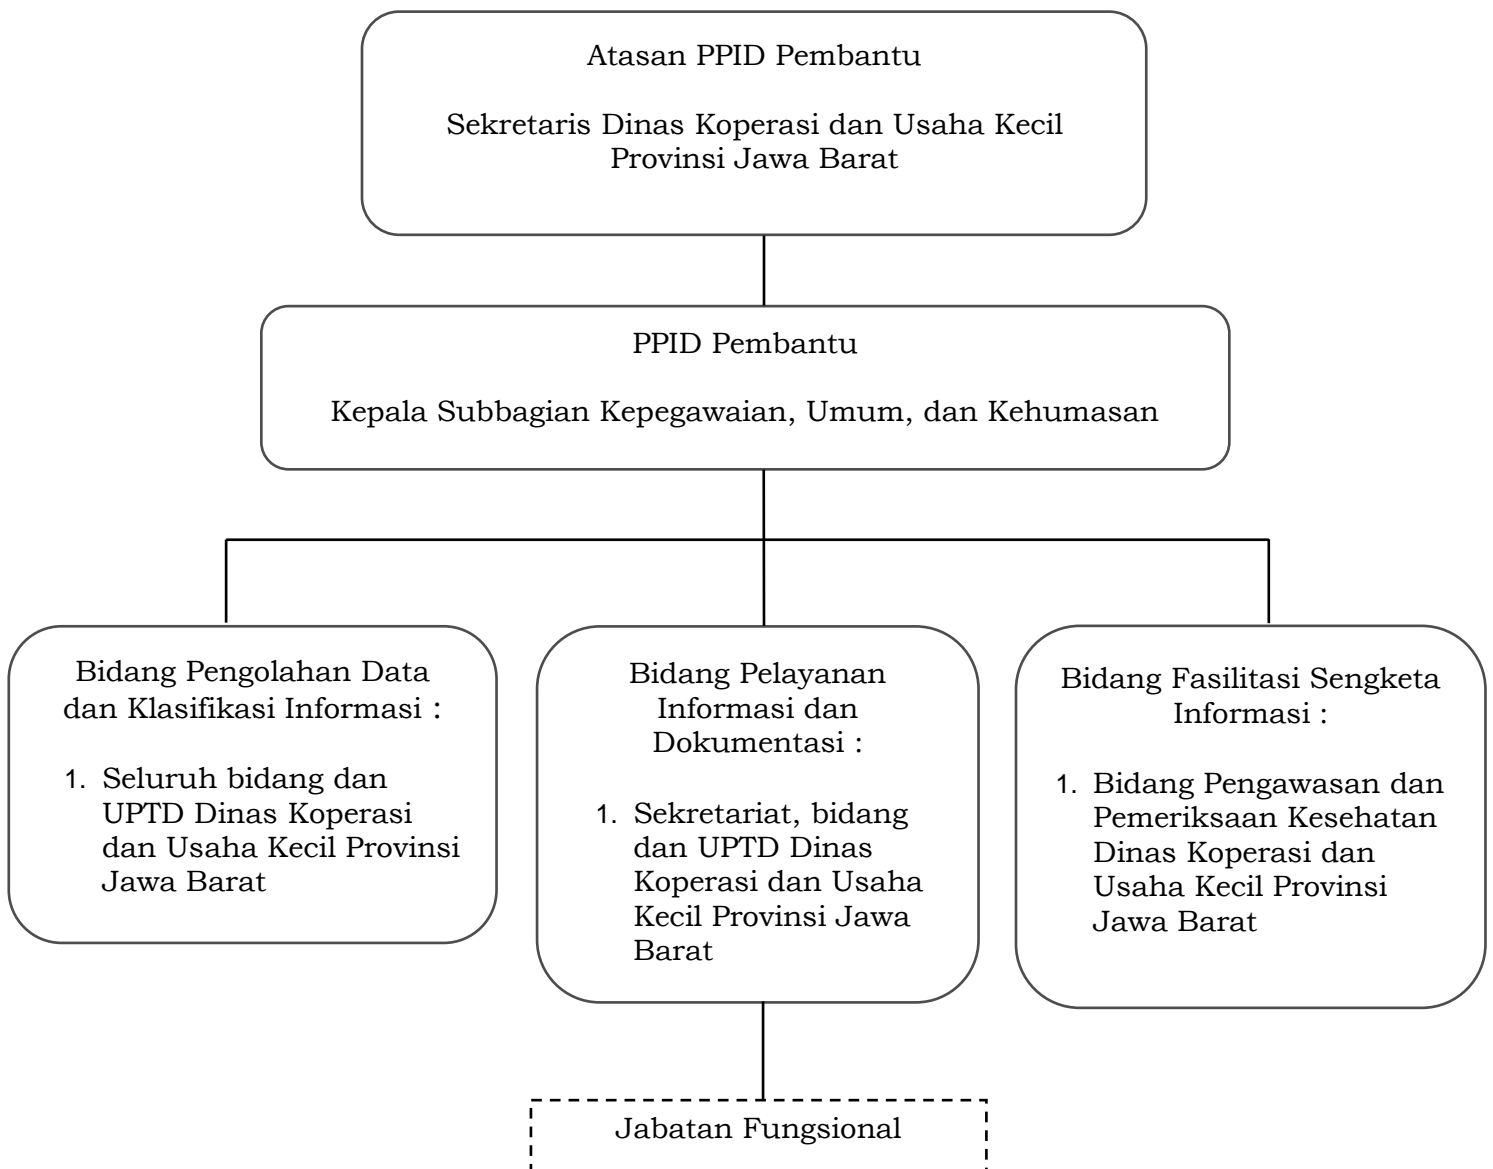 Atasan PPID Pembantu
Sekretaris Dinas Koperasi dan Usaha Kecil
Provinsi Jawa Barat
PPID Pembantu
Kepala Subbagian Kepegawaian, Umum, dan Kehumasan
Bidang Pengolahan Data
dan Klasifikasi Informasi :
1. Seluruh bidang dan
UPTD Dinas Koperasi
dan Usaha Kecil Provinsi
Jawa Barat
Bidang Pelayanan
Informasi dan
Dokumentasi :
1. Sekretariat, bidang
dan UPTD Dinas
Koperasi dan Usaha
Kecil Provinsi Jawa
Barat
Bidang Fasilitasi Sengketa
Informasi :
1. Bidang Pengawasan dan
Pemeriksaan Kesehatan
Dinas Koperasi dan
Usaha Kecil Provinsi
Jawa Barat
Jabatan Fungsional